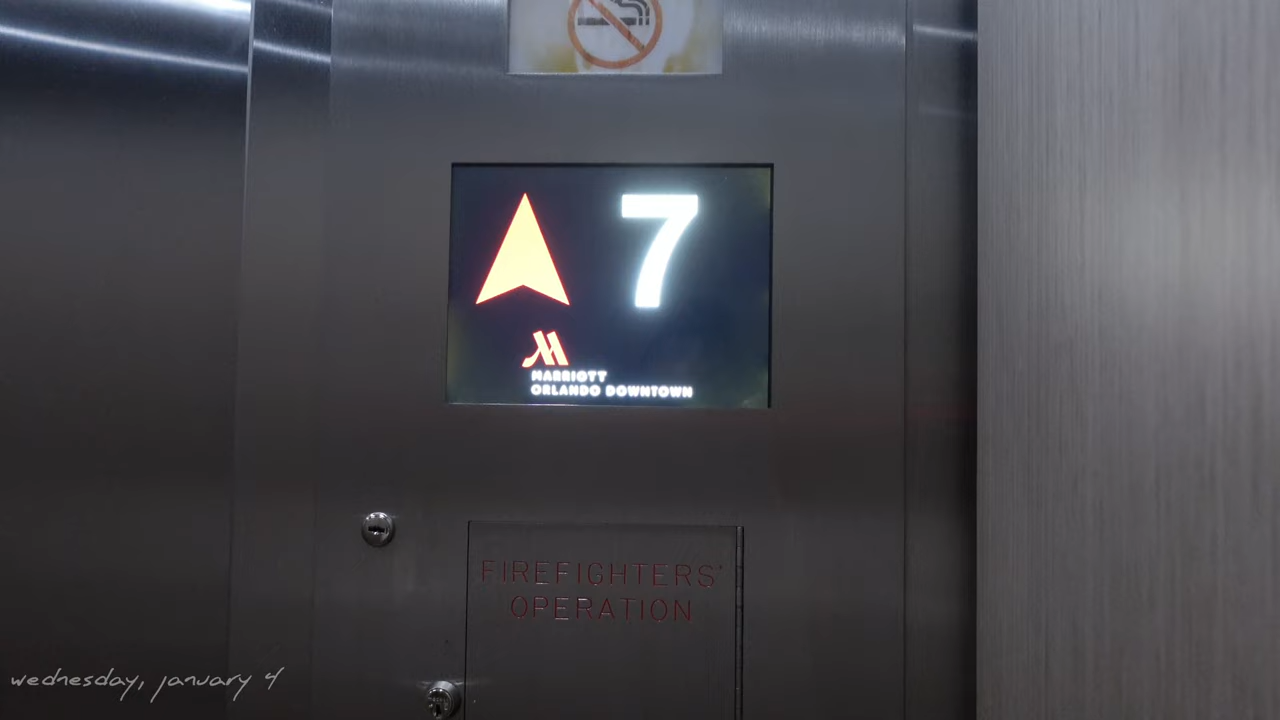 7
MARRIOTT
ORLANDO DOWNTOWN
FIREFIGHTERS'
OPERATION
wednesday, january 4